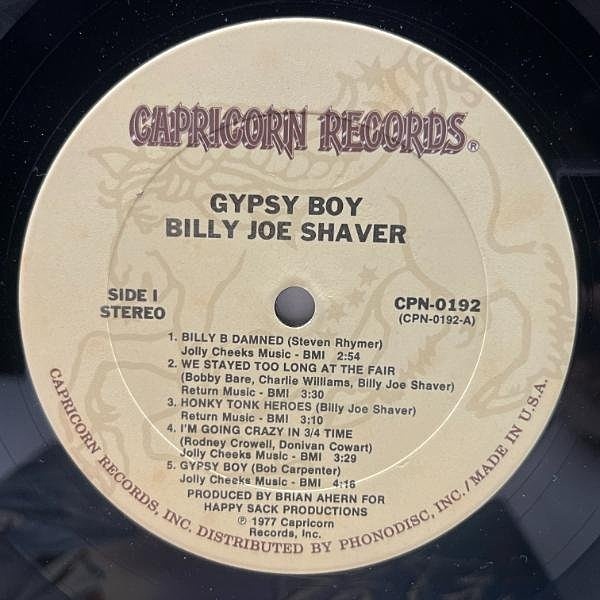 CAPRICORN RECORDS®
GYPSY BOY
BILLY JOE SHAVER
SIDE I
STEREO
CPN-0192
(CPN-0192-A)
1. BILLY B DAMNED (Steven Rhymer)
Jolly Cheeks Music - BMI 2:54
2. WE STAYED TOO LONG AT THE FAIR
(Bobby Bare, Charlie Williams, Billy Joe Shaver)
Return Music - BMI 3:30
3. HONKY TONK HEROES (Billy Joe Shaver)
Return Music - BMI 3:10
4. I'M GOING CRAZY IN 3/4 TIME
(Rodney Crowell, Donivan Cowart)
Jolly Cheeks Music - BMI 3:29
5. GYPSY BOY (Bob Carpenter)
Jolly Cheeks Music - BMI 4:16
PRODUCED BY BRIAN AHERN FOR
HAPPY SACK PRODUCTIONS
℗ 1977 Capricorn
Records, Inc.
CAPRICORN RECORDS, INC. DISTRIBUTED BY PHONODISC, INC./MADE IN U.S.A.